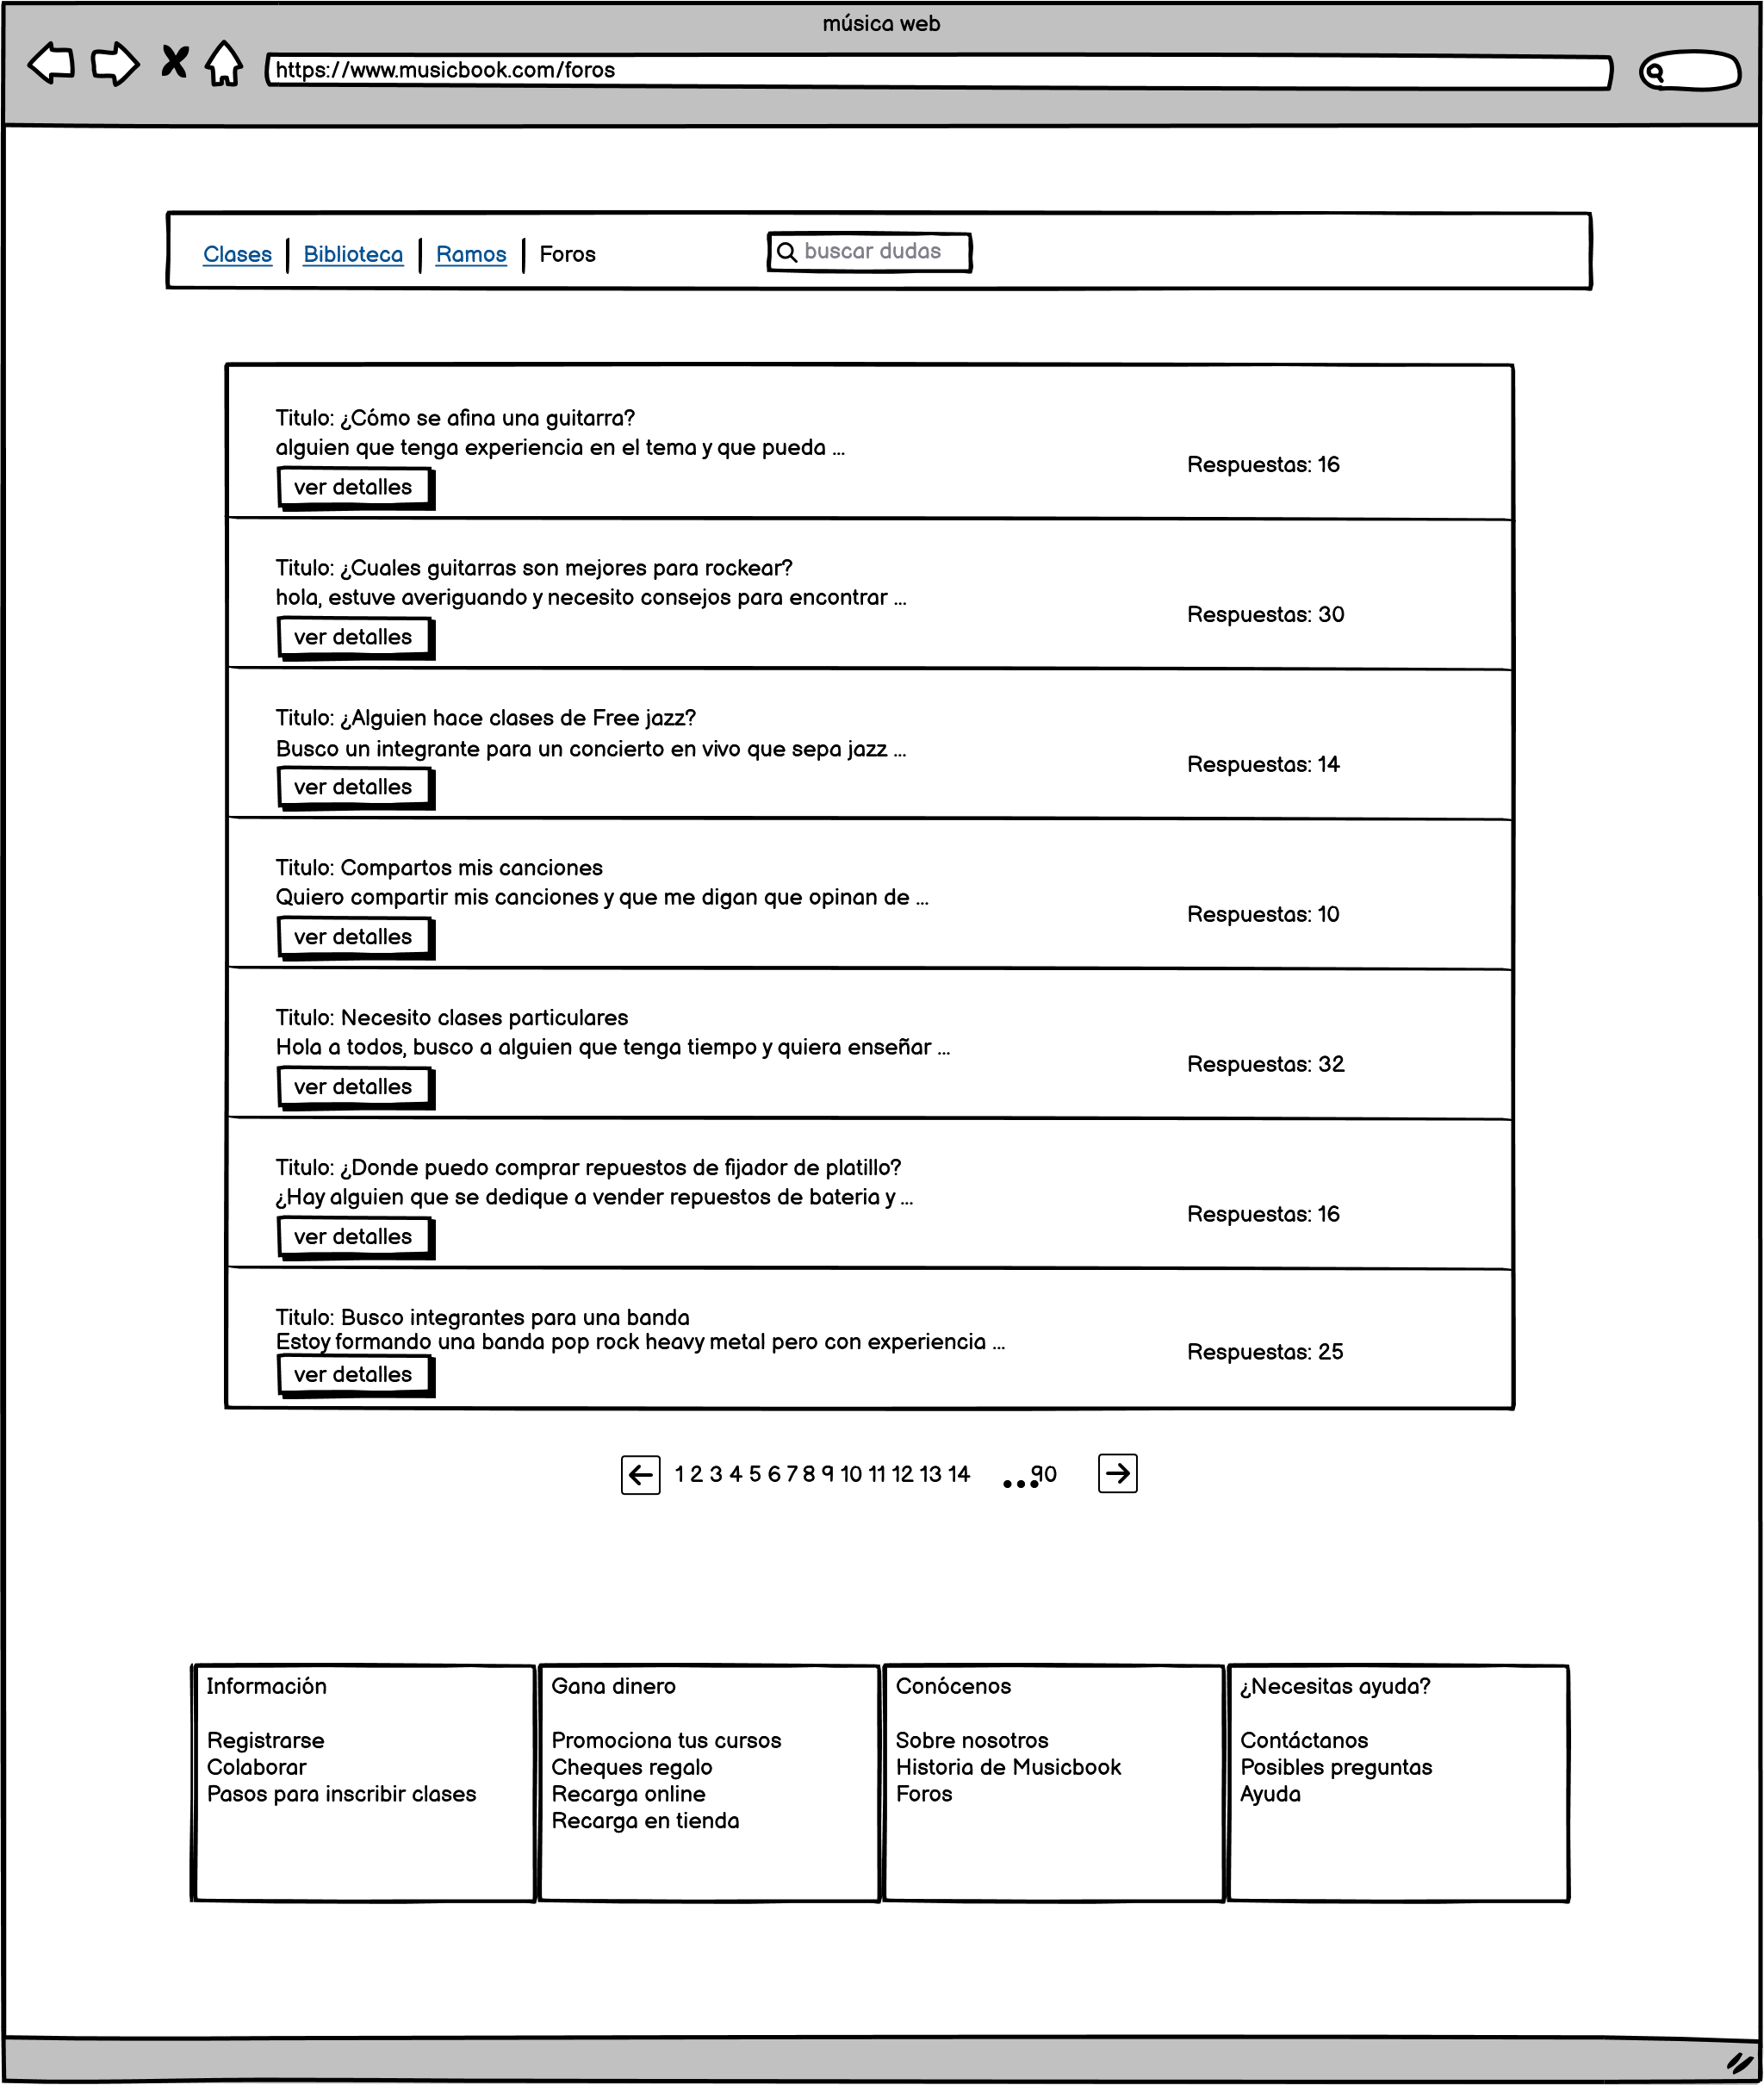 música web
https://www.musicbook.com/foros
Clases Biblioteca Ramos Foros buscar dudas
Titulo: ¿Cómo se afina una guitarra?
alguien que tenga experiencia en el tema y que pueda ...
Respuestas: 16
ver detalles
Titulo: ¿Cuales guitarras son mejores para rockear?
hola, estuve averiguando y necesito consejos para encontrar ...
Respuestas: 30
ver detalles
Titulo: ¿Alguien hace clases de Free jazz?
Busco un integrante para un concierto en vivo que sepa jazz ...
Respuestas: 14
ver detalles
Titulo: Compartos mis canciones
Quiero compartir mis canciones y que me digan que opinan de ...
Respuestas: 10
ver detalles
Titulo: Necesito clases particulares
Hola a todos, busco a alguien que tenga tiempo y quiera enseñar ...
Respuestas: 32
ver detalles
Titulo: ¿Donde puedo comprar repuestos de fijador de platillo?
¿Hay alguien que se dedique a vender repuestos de bateria y ...
Respuestas: 16
ver detalles
Titulo: Busco integrantes para una banda
Estoy formando una banda pop rock heavy metal pero con experiencia ...
Respuestas: 25
ver detalles
1 2 3 4 5 6 7 8 9 10 11 12 13 14 ... 90
Información
Registrarse
Colaborar
Pasos para inscribir clases
Gana dinero
Promociona tus cursos
Cheques regalo
Recarga online
Recarga en tienda
Conócenos
Sobre nosotros
Historia de Musicbook
Foros
¿Necesitas ayuda?
Contáctanos
Posibles preguntas
Ayuda